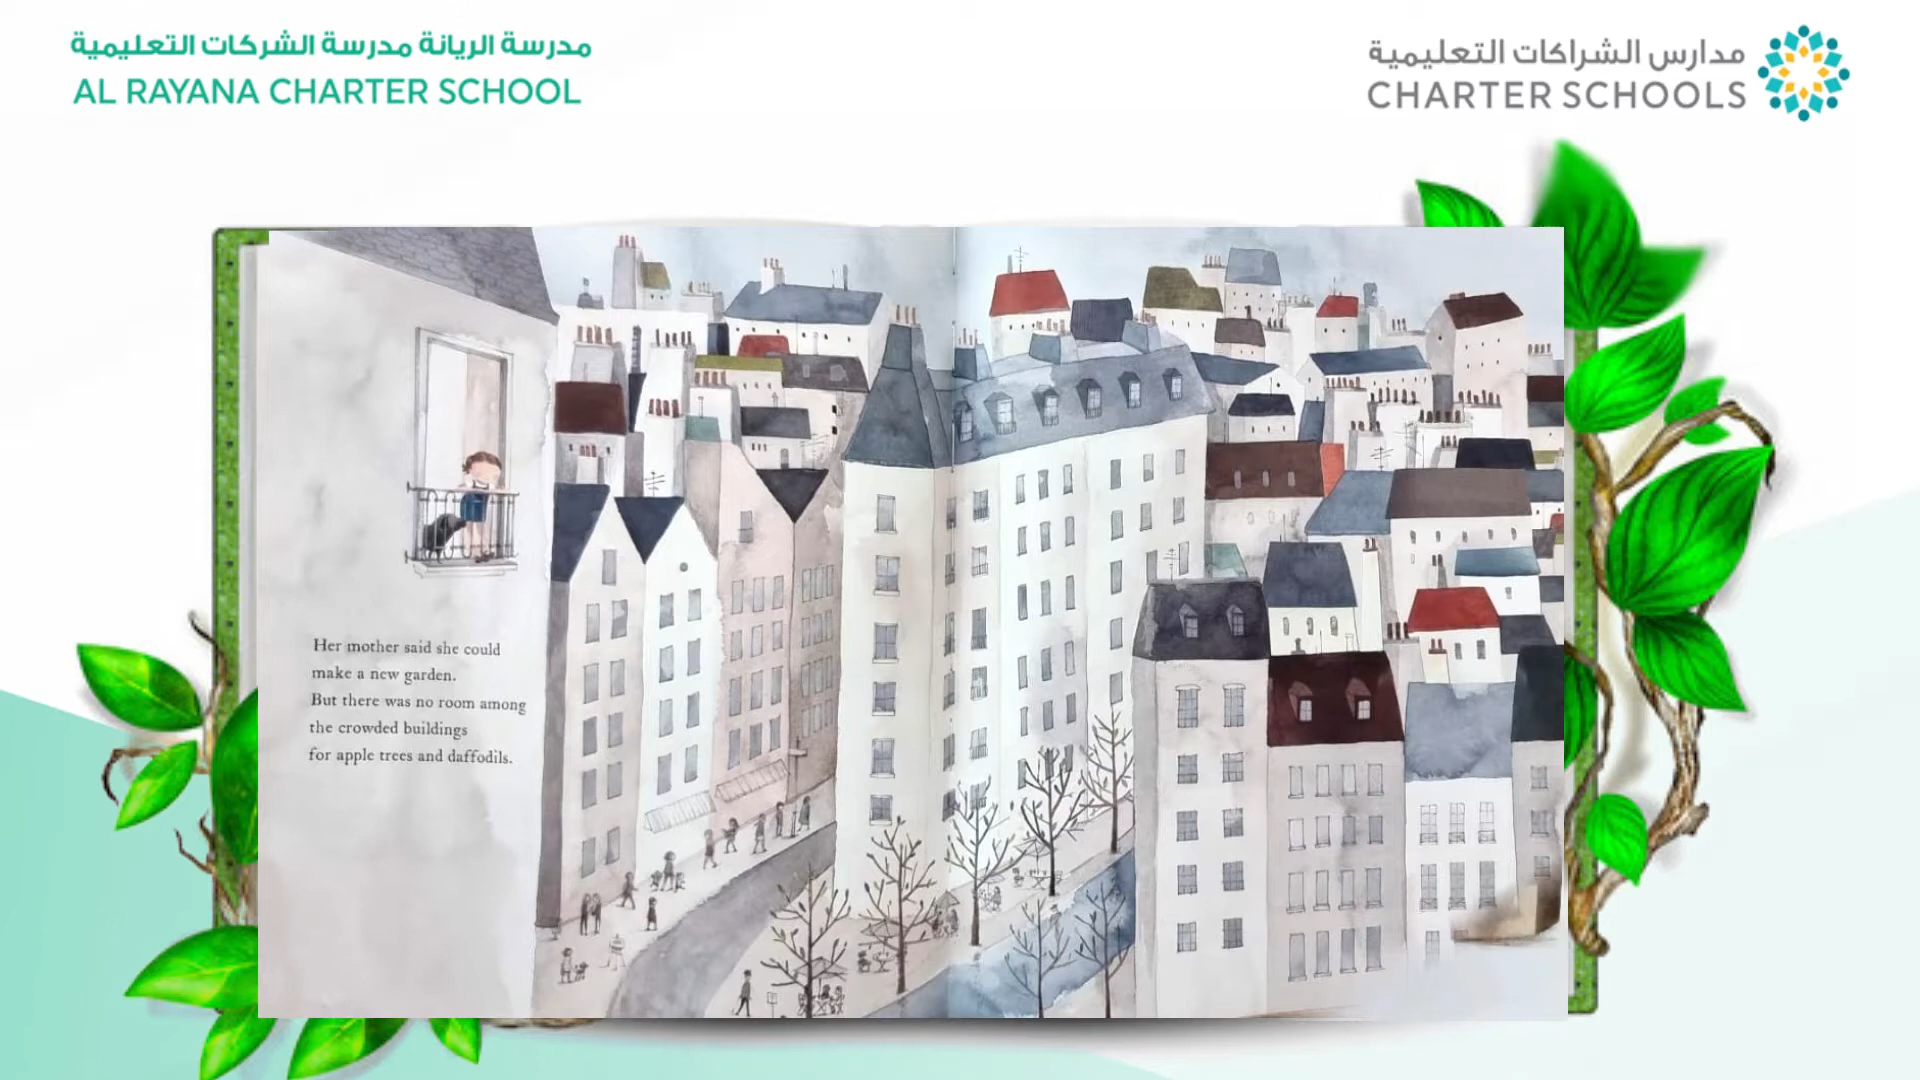 مدرسة الريانة مدرسة الشركات التعليمية
AL RAYANA CHARTER SCHOOL
مدارس الشراكات التعليمية
CHARTER SCHOOLS
Her mother said she could
make a new garden.
But there was no room among
the crowded buildings
for apple trees and daffodils.